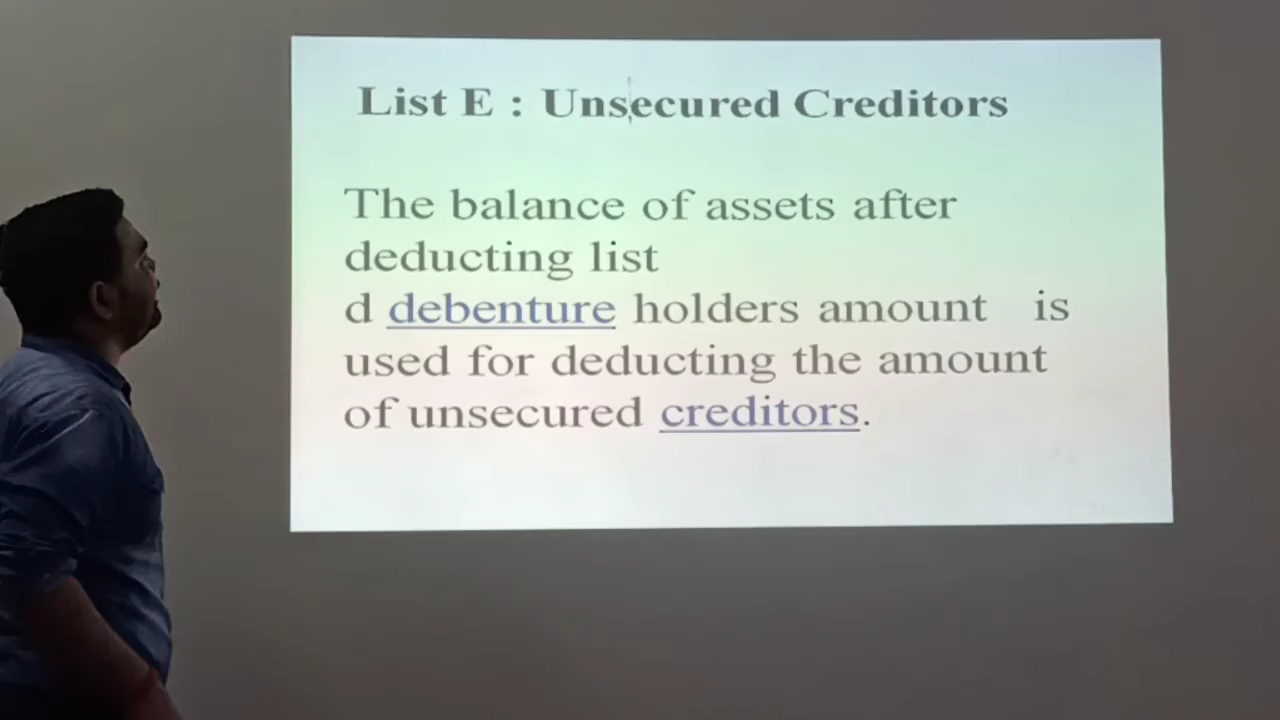 List E : Unsecured Creditors
The balance of assets after
deducting list
d debenture holders amount is
used for deducting the amount
of unsecured creditors.